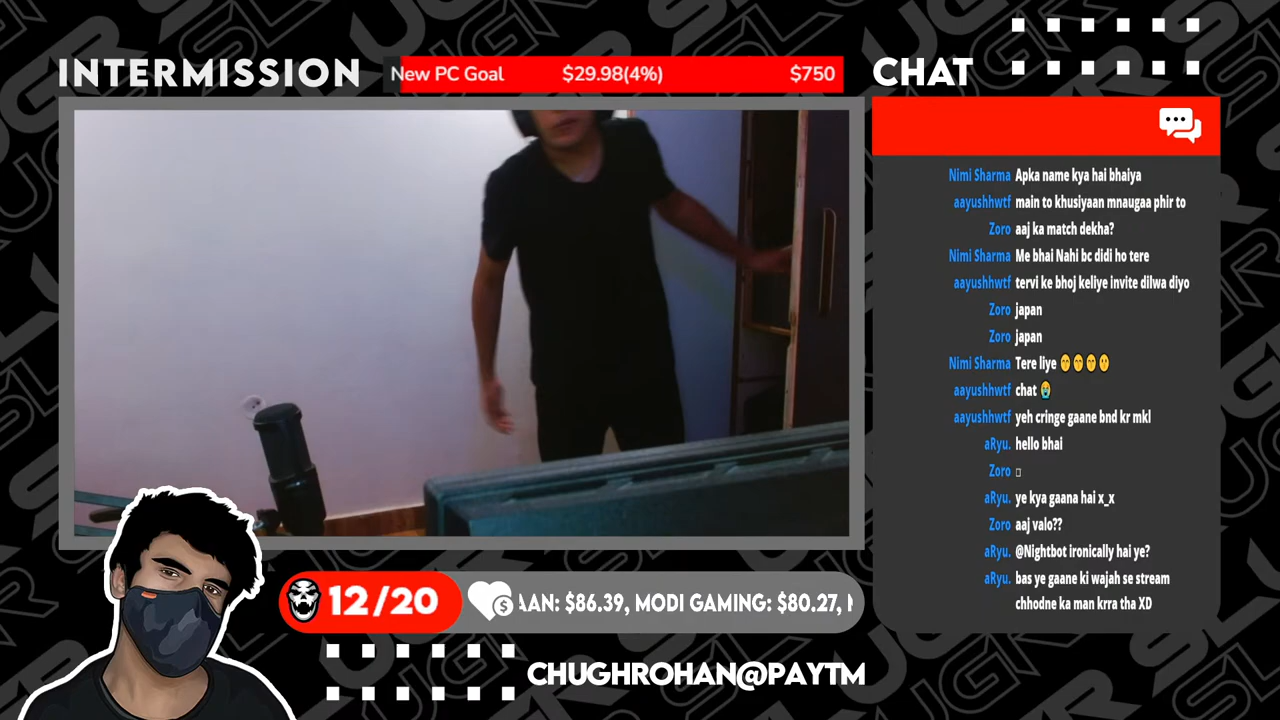 INTERMISSION
New PC Goal $29.98(4%) $750
CHAT
Nimi Sharma Apka name kya hai bhaiya
aayushhwtf main to khusiyaan mnaugaa phir to
Zoro aaj ka match dekha?
Nimi Sharma Me bhai Nahi bc didi ho tere
aayushhwtf tervi ke bhoj keliye invite dilwa diyo
Zoro japan
Zoro japan
Nimi Sharma Tere liye 🤭🤭🤭🤭
aayushhwtf chat 😭
aayushhwtf yeh cringe gaane bnd kr mkl
aRyu. hello bhai
Zoro
aRyu. ye kya gaana hai x_x
Zoro aaj valo??
aRyu. @Nightbot ironically hai ye?
aRyu. bas ye gaane ki wajah se stream
chhodne ka man krra tha XD
12/20
AAN: $86.39, MODI GAMING: $80.27,
CHUGHROHAN@PAYTM